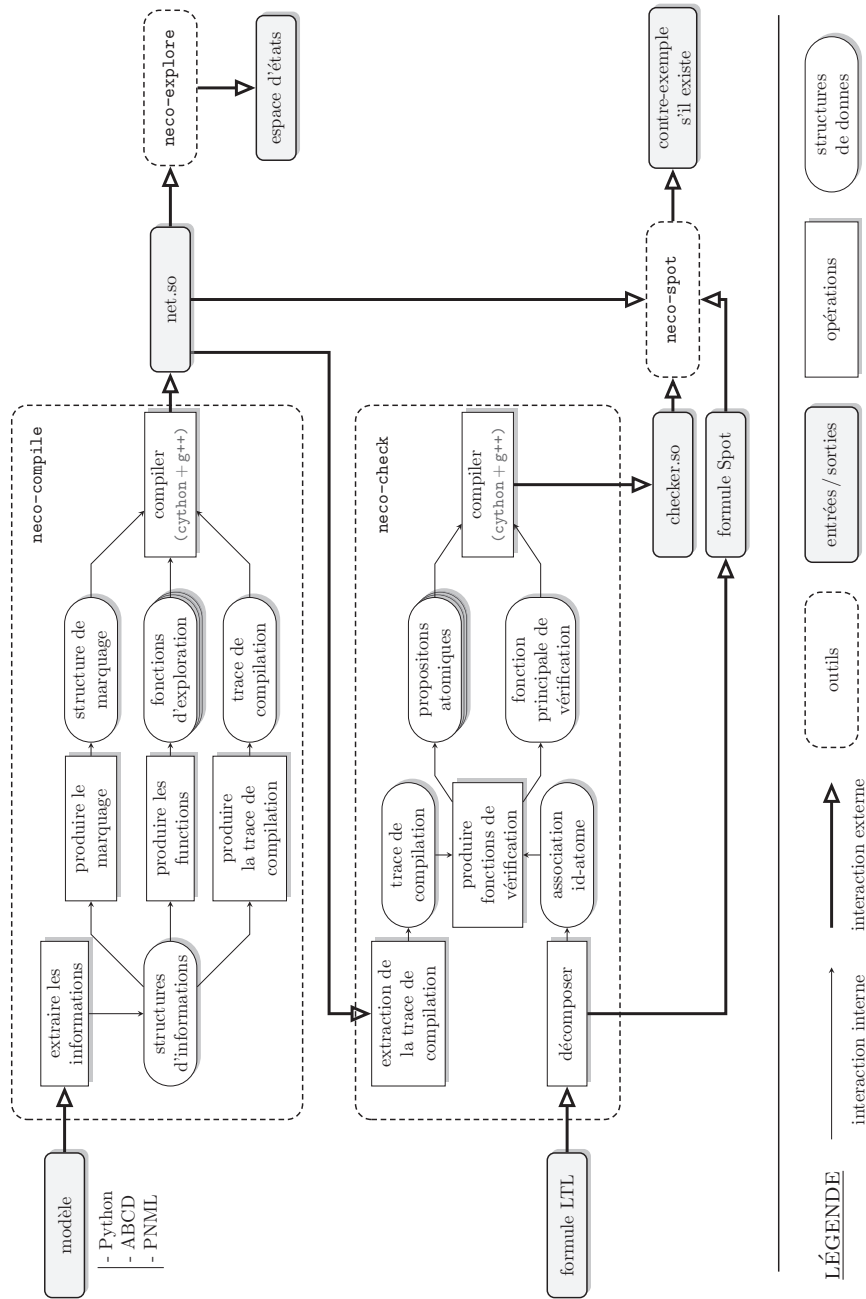 modèle
- Python
- ABCD
- PNML
neco-compile
extraire les
informations
structures
d'informations
produire le
marquage
produire les
functions
produire
la trace de
compilation
structure de
marquage
fonctions
d'exploration
trace de
compilation
compiler
(cython + g++)
net.so
neco-explore
espace d'états
neco-check
formule LTL
extraction de
la trace de
compilation
décomposer
trace de
compilation
produire
fonctions de
vérification
association
id-atome
propositons
atomiques
fonction
principale de
vérification
compiler
(cython + g++)
checker.so
formule Spot
neco-spot
contre-exemple
s'il existe
LÉGENDE
interaction interne
interaction externe
outils
entrées / sorties
opérations
structures
de donnes